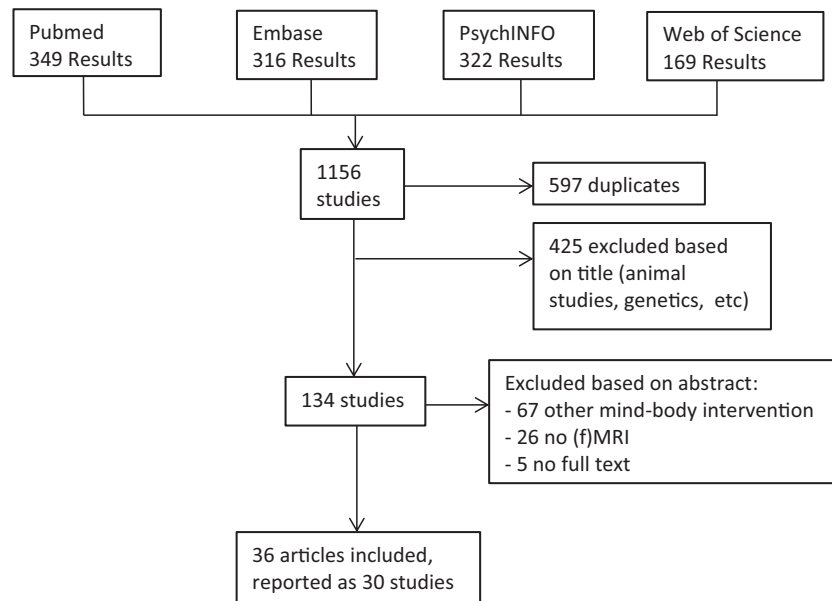 Pubmed
349 Results
Embase
316 Results
PsychINFO
322 Results
Web of Science
169 Results
1156
studies
597 duplicates
425 excluded based
on title (animal
studies, genetics, etc)
134 studies
Excluded based on abstract:
- 67 other mind-body intervention
- 26 no (f)MRI
- 5 no full text
36 articles included,
reported as 30 studies